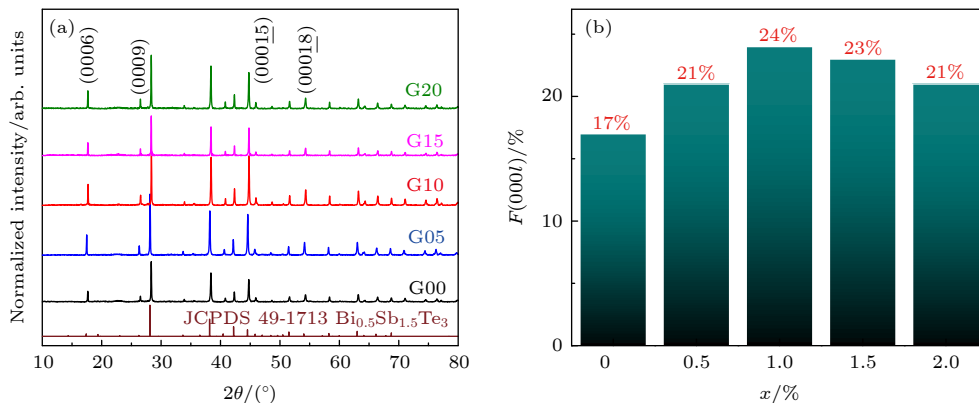 (a)
(0006)
(0009)
(00015)
(00018)
G20
G15
G10
G05
G00
JCPDS 49-1713 Bi0.5Sb1.5Te3
Normalized intensity/arb. units
10 20 30 40 50 60 70 80
2θ/(°)
(b)
24%
23%
21%
21%
17%
20
10
0
F(000l)/%
0 0.5 1.0 1.5 2.0
x/%